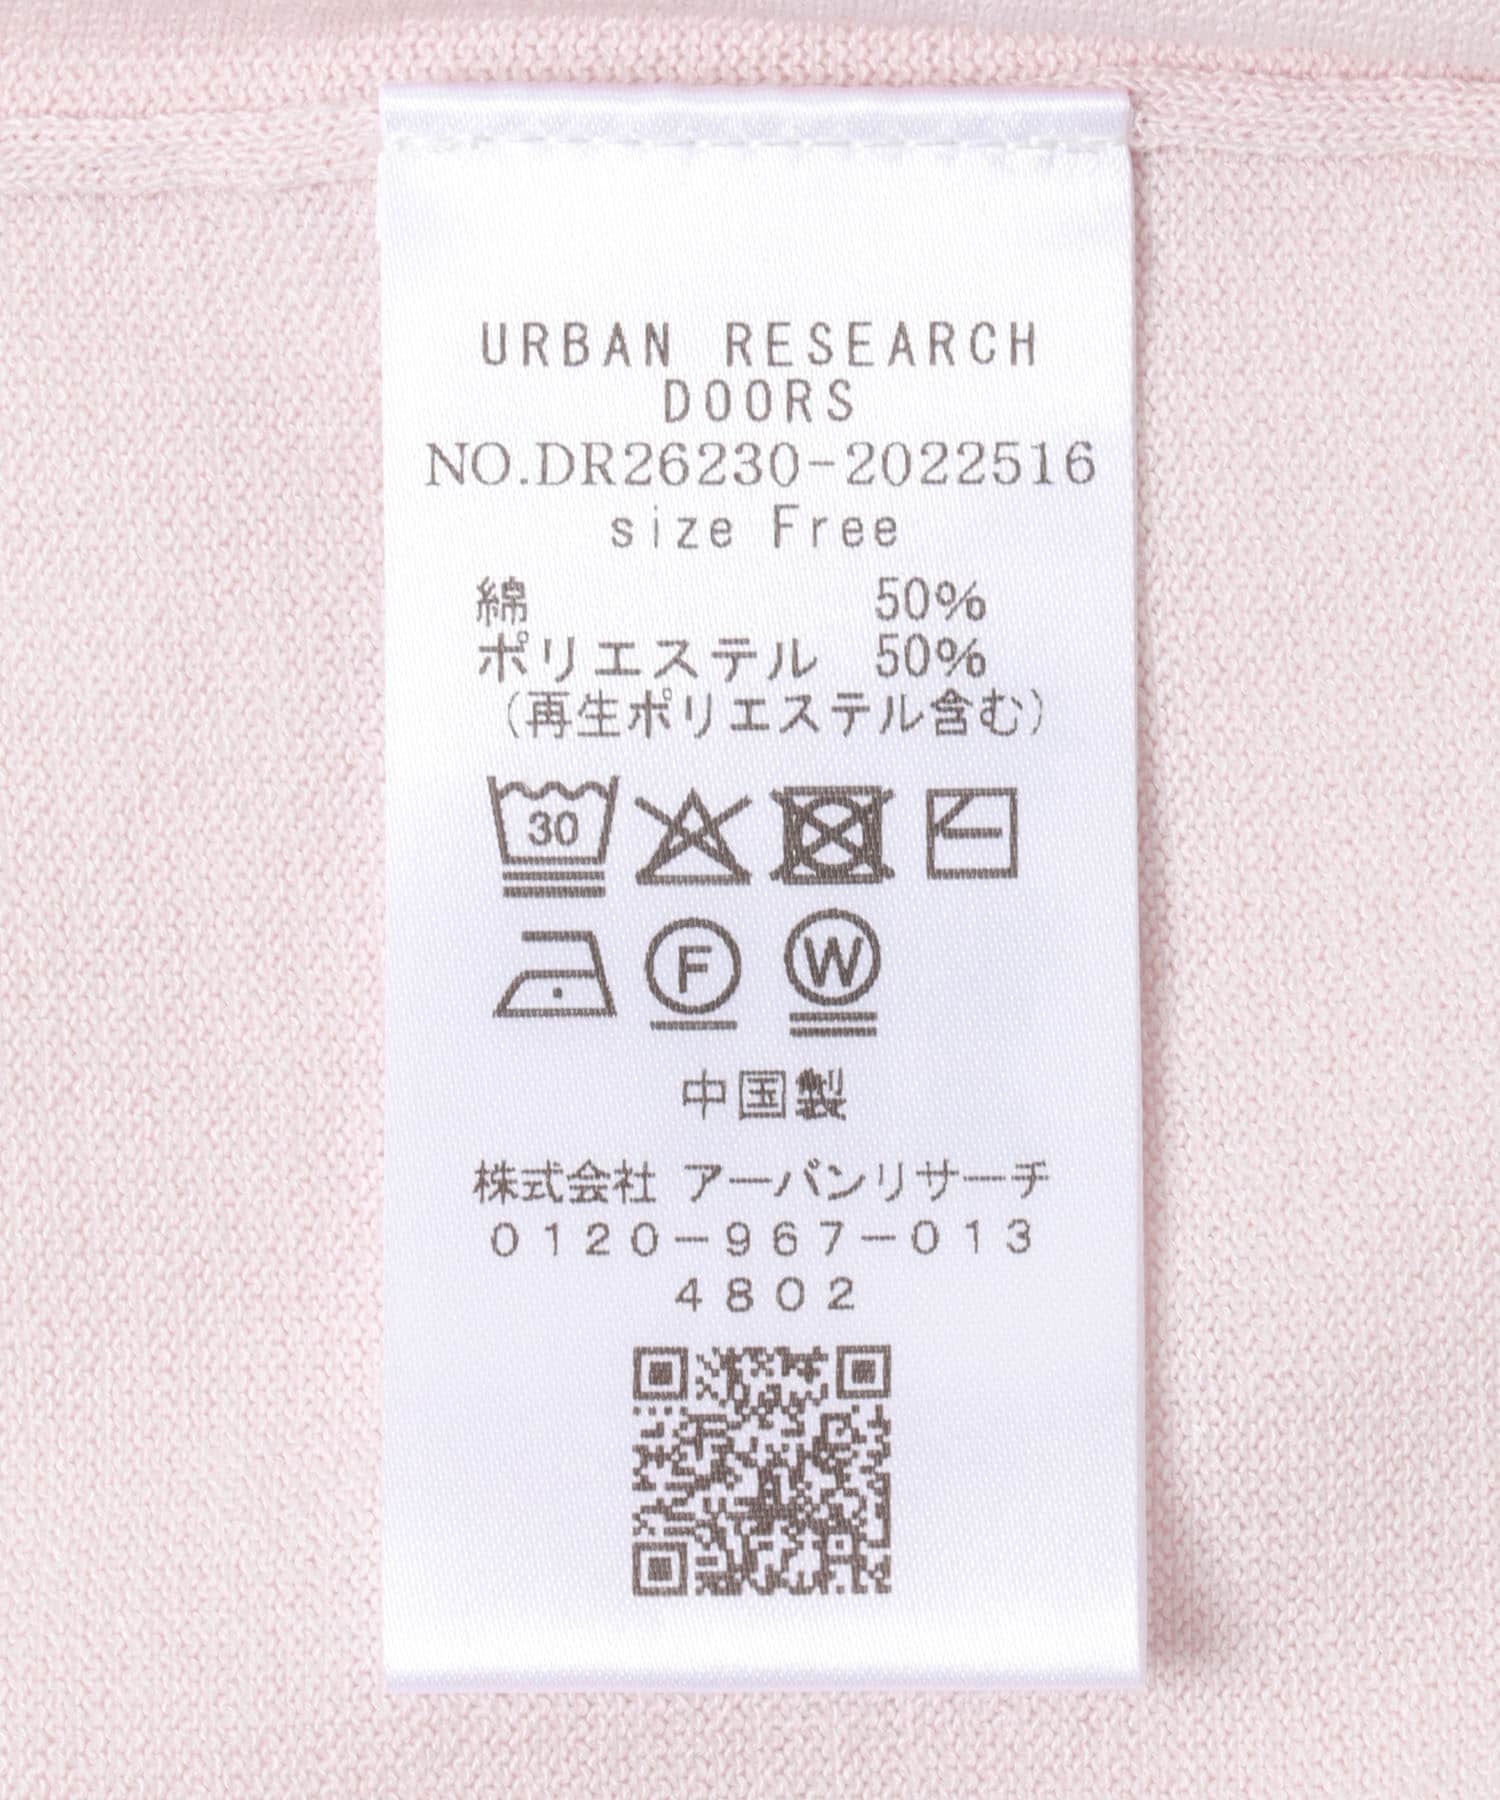 URBAN RESEARCH
DOORS
NO.DR26230-2022516
size Free
綿 50%
ポリエステル 50%
(再生ポリエステル含む)
30
F W
中国製
株式会社 アーバンリサーチ
0120-967-013
4802